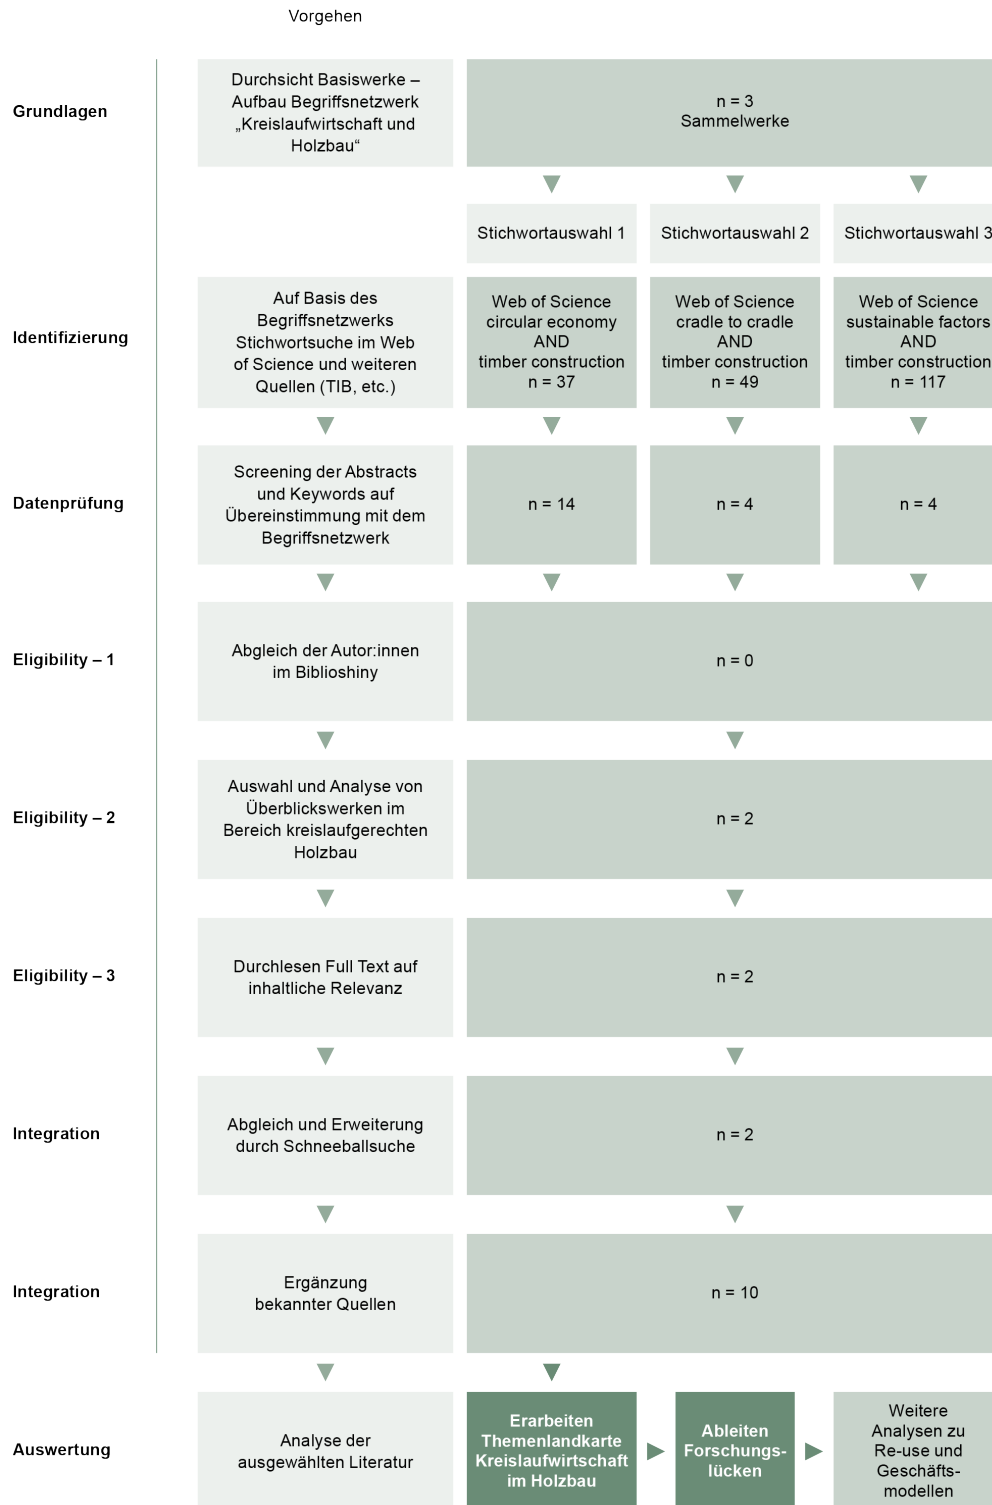 Vorgehen
Grundlagen
Durchsicht Basiswerke –
Aufbau Begriffsnetzwerk
„Kreislaufwirtschaft und
Holzbau“
n = 3
Sammelwerke
Stichwortauswahl 1
Stichwortauswahl 2
Stichwortauswahl 3
Identifizierung
Auf Basis des
Begriffsnetzwerks
Stichwortsuche im Web
of Science und weiteren
Quellen (TIB, etc.)
Web of Science
circular economy
AND
timber construction
n = 37
Web of Science
cradle to cradle
AND
timber construction
n = 49
Web of Science
sustainable factors
AND
timber construction
n = 117
Datenprüfung
Screening der Abstracts
und Keywords auf
Übereinstimmung mit dem
Begriffsnetzwerk
n = 14
n = 4
n = 4
Eligibility – 1
Abgleich der Autor:innen
im Biblioshiny
n = 0
Eligibility – 2
Auswahl und Analyse von
Überblickswerken im
Bereich kreislaufgerechten
Holzbau
n = 2
Eligibility – 3
Durchlesen Full Text auf
inhaltliche Relevanz
n = 2
Integration
Abgleich und Erweiterung
durch Schneeballsuche
n = 2
Integration
Ergänzung
bekannter Quellen
n = 10
Auswertung
Analyse der
ausgewählten Literatur
Erarbeiten
Themenlandkarte
Kreislaufwirtschaft
im Holzbau
Ableiten
Forschungs-
lücken
Weitere
Analysen zu
Re-use und
Geschäfts-
modellen